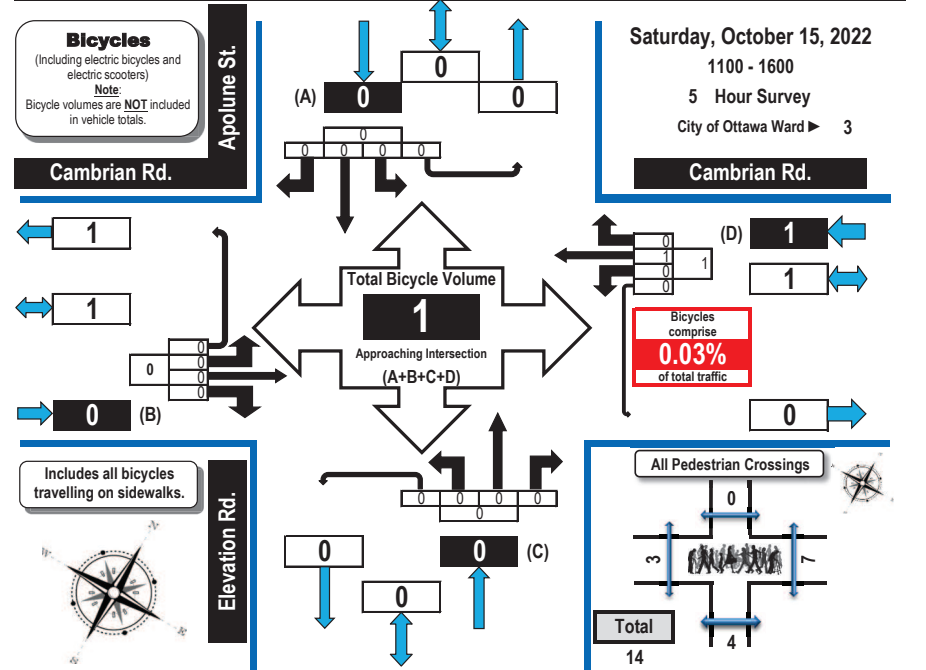 Bicycles
(Including electric bicycles and
electric scooters)
Note:
Bicycle volumes are NOT included
in vehicle totals.
Apolune St.
Cambrian Rd.
0
0
(A) 0
0
0
0 0 0 0
Saturday, October 15, 2022
1100 - 1600
5 Hour Survey
City of Ottawa Ward ► 3
Cambrian Rd.
1
1
0
0
0
0
0
0 (B)
Total Bicycle Volume
1
Approaching Intersection
(A+B+C+D)
0
1
0
0
1
(D) 1
1
Bicycles
comprise
0.03%
of total traffic
0
Includes all bicycles
travelling on sidewalks.
N
W
E
S
Elevation Rd.
0 0 0 0
0
0
0 (C)
0
All Pedestrian Crossings
0
3
7
4
Total
14